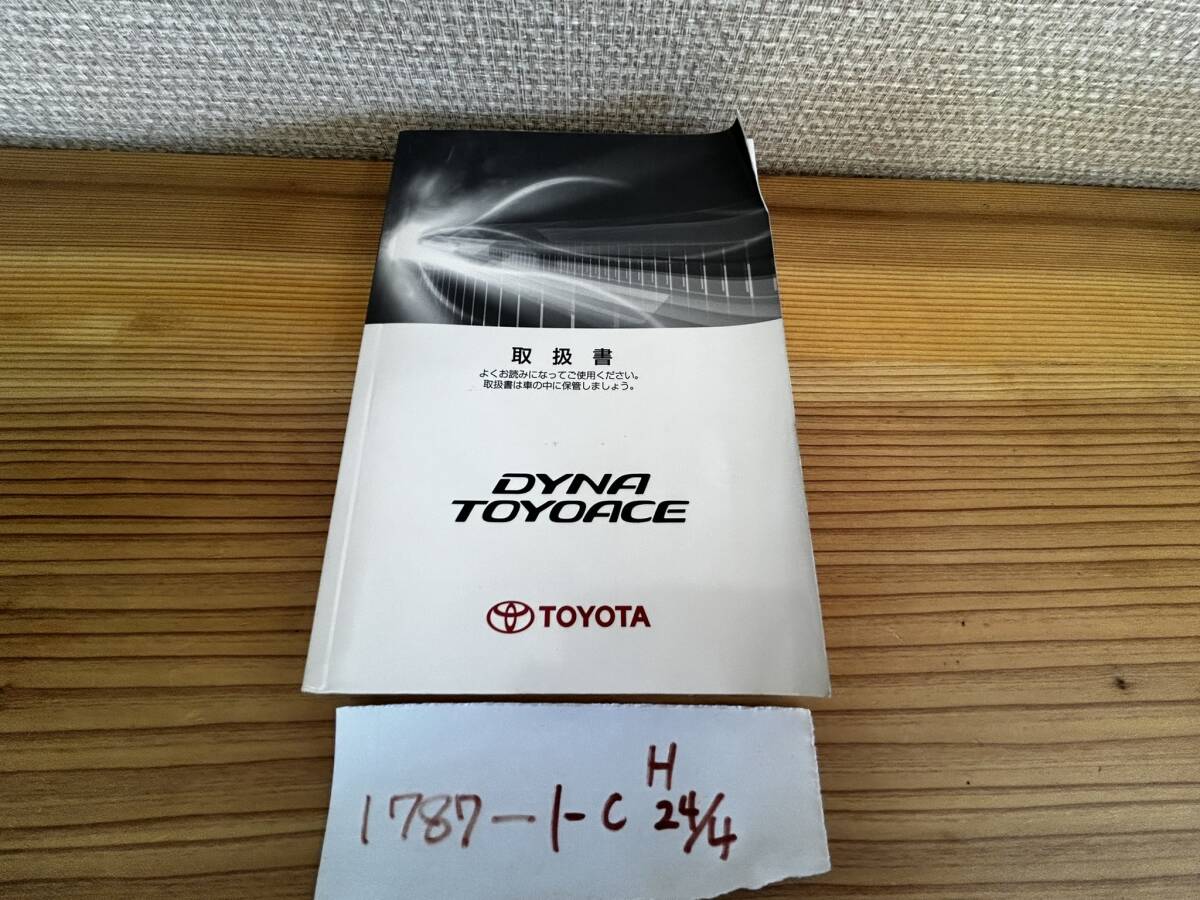 取扱書
よくお読みになってご使用ください。
取扱書は車の中に保管しましょう。
DYNA
TOYOACE
TOYOTA
1787-1-C H24/4